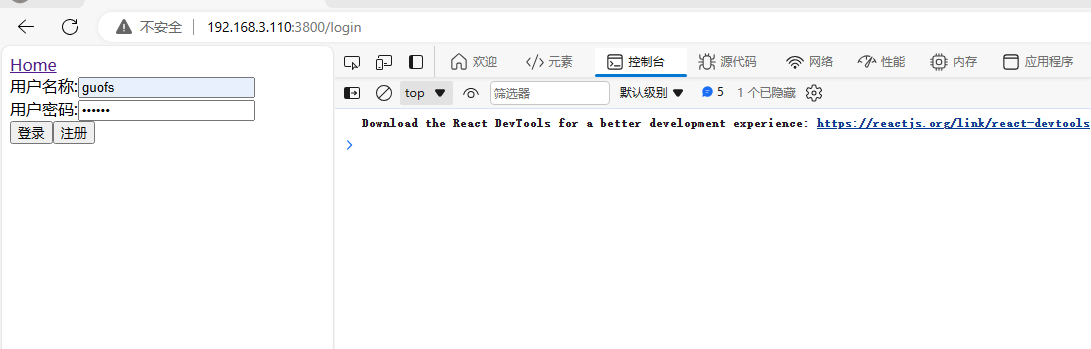 不安全 192.168.3.110:3800/login
Home
用户名称:guofs
用户密码:••••••
登录 注册
欢迎 元素 控制台 源代码 网络 性能 内存 应用程序
top 筛选器 默认级别 5 1 个已隐藏
Download the React DevTools for a better development experience: https://reactjs.org/link/react-devtools